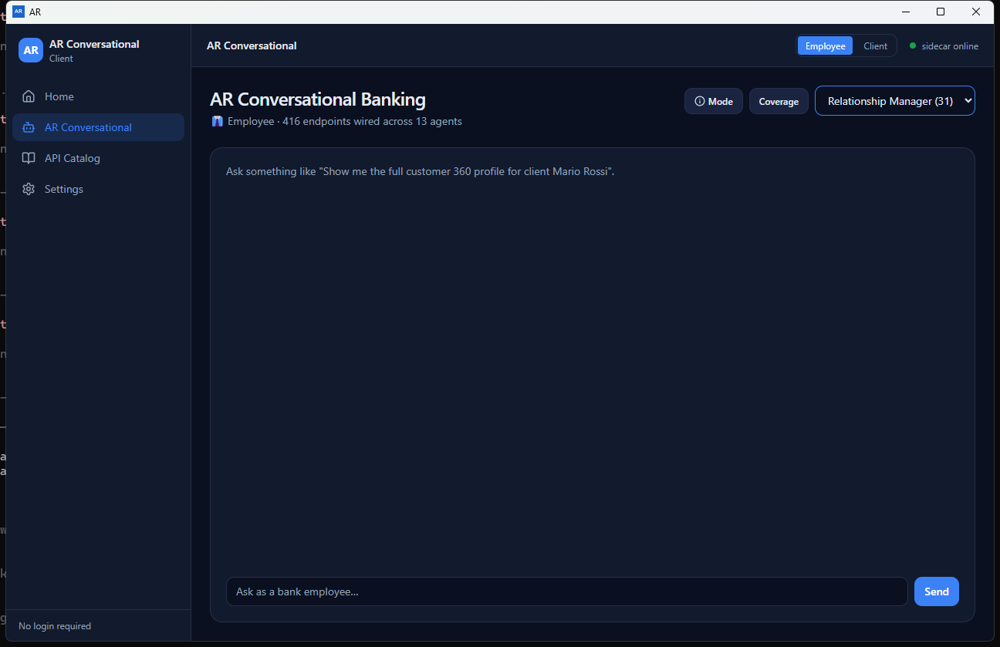 AR AR
AR AR Conversational
Client
Home
AR Conversational
API Catalog
Settings
No login required
AR Conversational
Employee Client sidecar online
AR Conversational Banking
Mode Coverage Relationship Manager (31)
Employee · 416 endpoints wired across 13 agents
Ask something like "Show me the full customer 360 profile for client Mario Rossi".
Ask as a bank employee...
Send